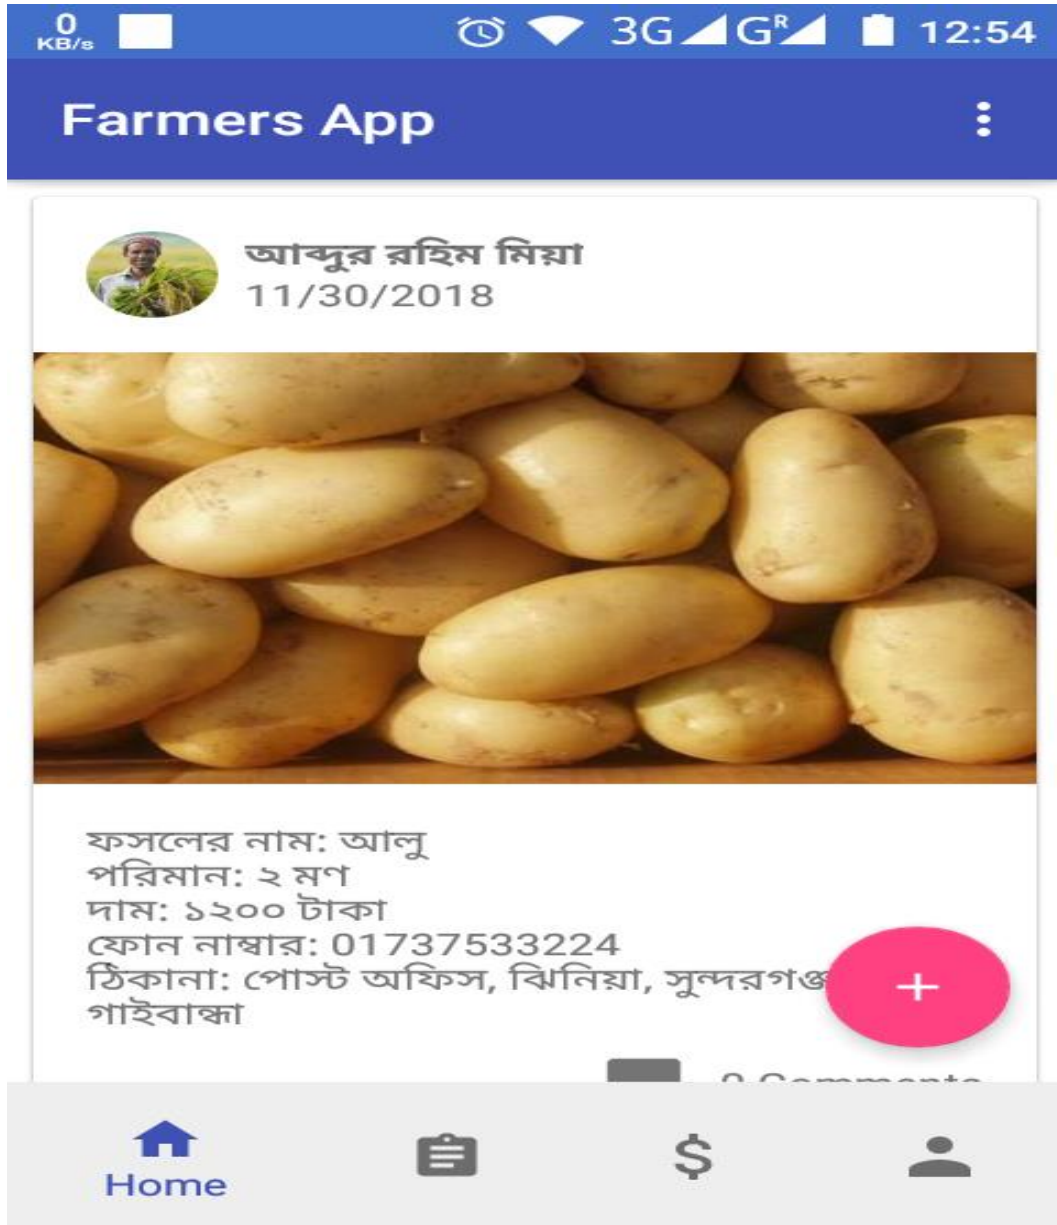 0
KB/s
3G
G
R
12:54
Farmers App
আব্দুর রহিম মিয়া
11/30/2018
ফসলের নাম: আলু
পরিমান: ২ মণ
দাম: ১২০০ টাকা
ফোন নাম্বার: 01737533224
ঠিকানা: পোস্ট অফিস, ঝিনিয়া, সুন্দরগঞ্জ
গাইবান্ধা
Comments
Home